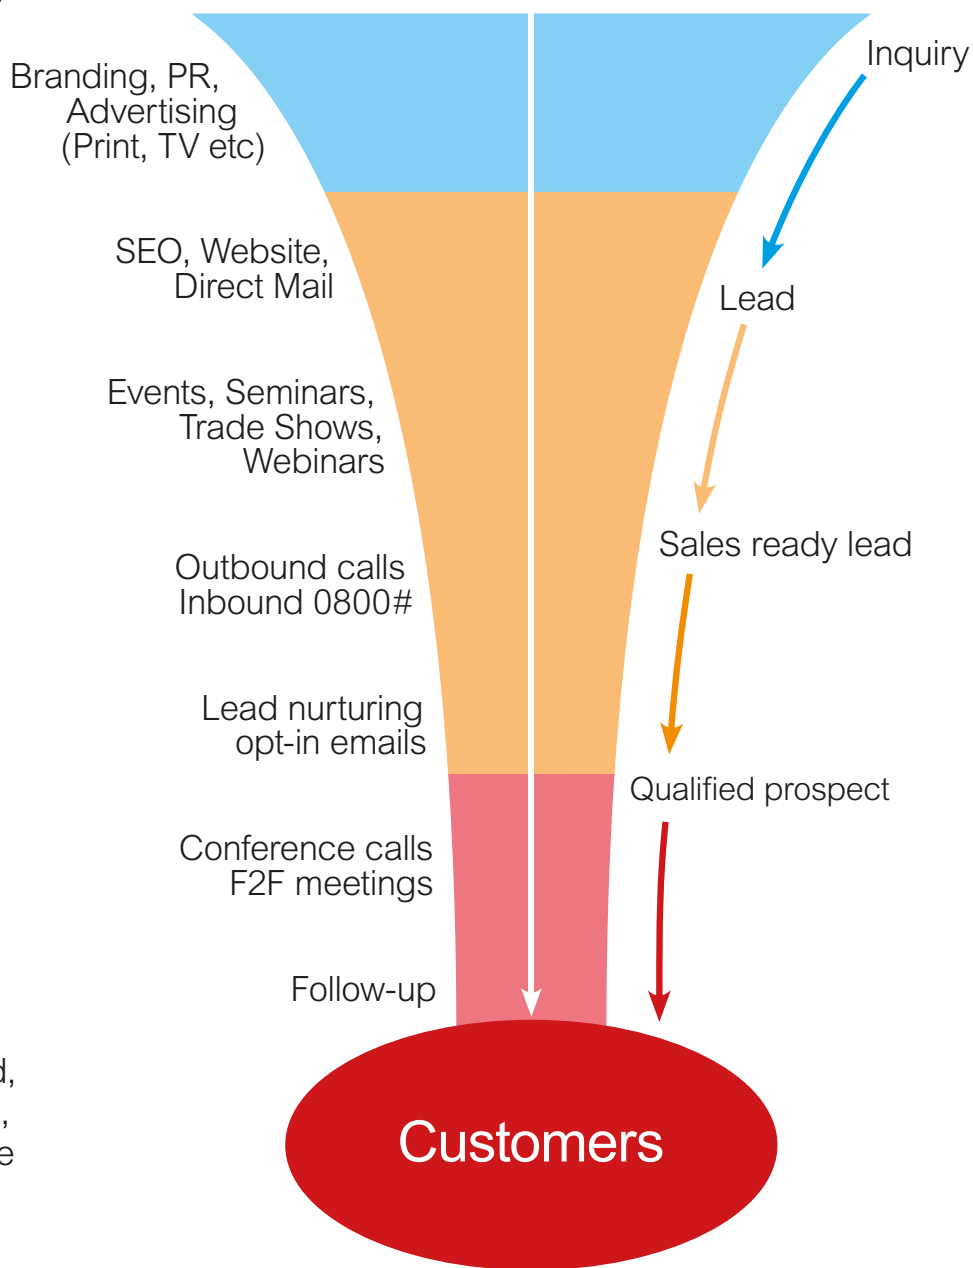 Branding, PR,
Advertising
(Print, TV etc)
SEO, Website,
Direct Mail
Events, Seminars,
Trade Shows,
Webinars
Outbound calls
Inbound 0800#
Lead nurturing
opt-in emails
Conference calls
F2F meetings
Follow-up
Inquiry
Lead
Sales ready lead
Qualified prospect
Customers